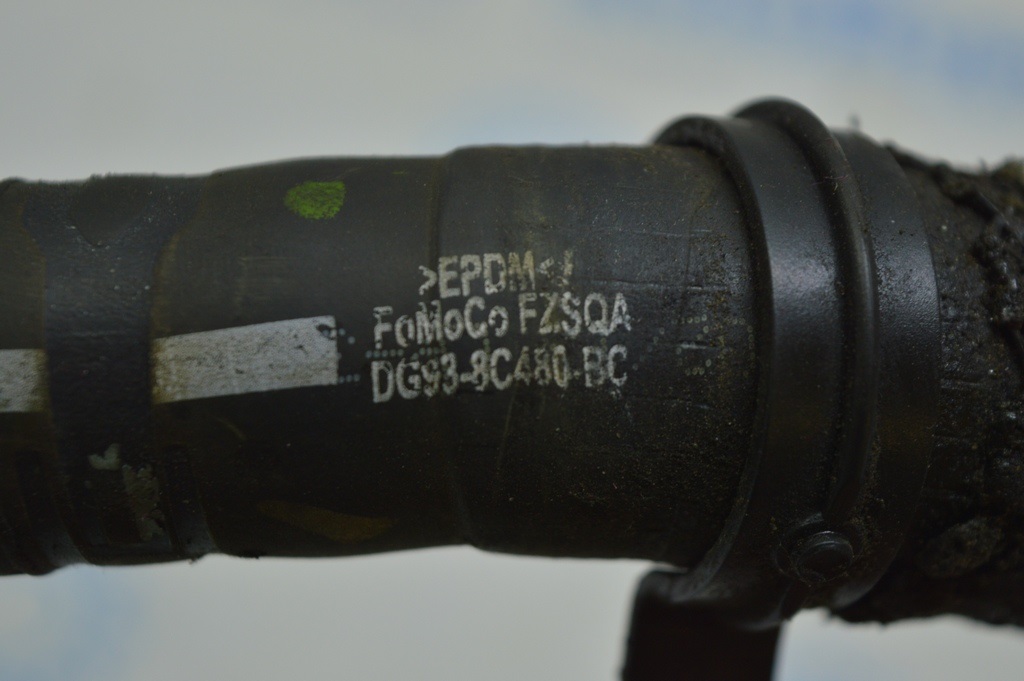 >EPDM</
FoMoCo FZSQA
DG93-8C480-BC